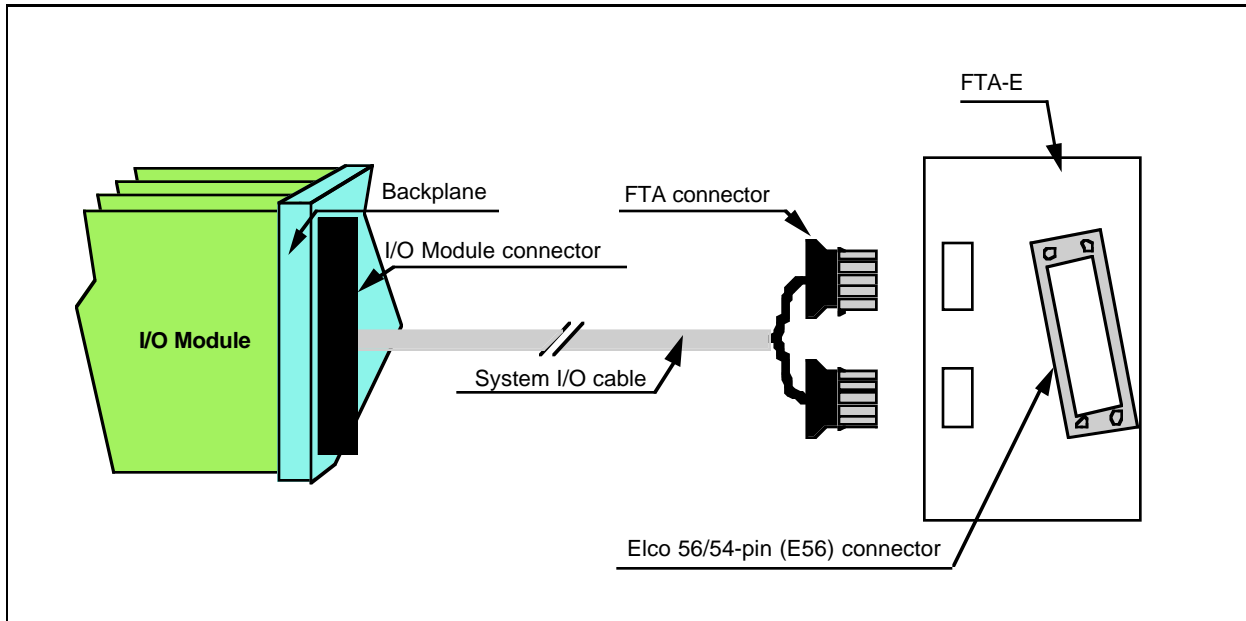 FTA-E
Backplane
FTA connector
I/O Module connector
I/O Module
System I/O cable
Elco 56/54-pin (E56) connector